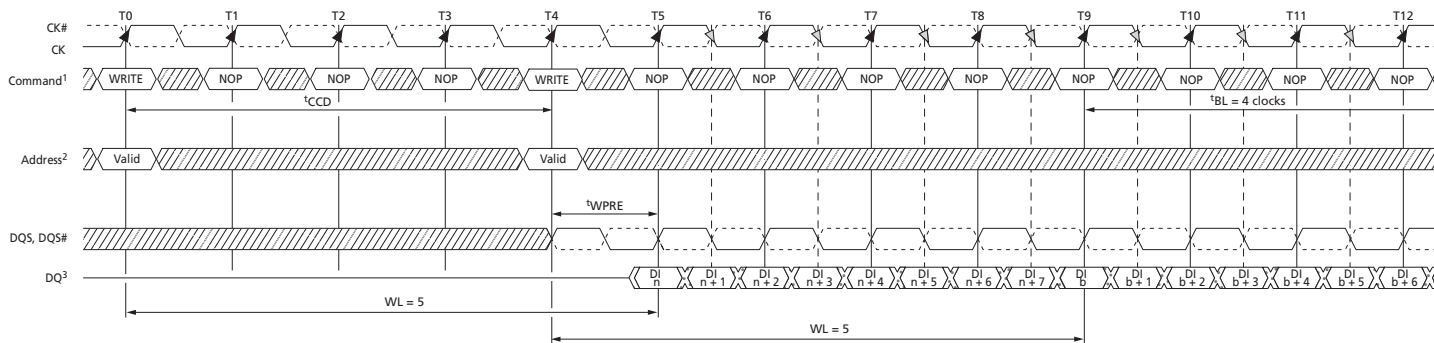 T0 T1 T2 T3 T4 T5 T6 T7 T8 T9 T10 T11 T12
CK#
CK
Command1 WRITE NOP NOP NOP WRITE NOP NOP NOP NOP NOP NOP NOP NOP
tCCD tBL = 4 clocks
Address2 Valid Valid
tWPRE
DQS, DQS#
DQ3 DI n DI n + 1 DI n + 2 DI n + 3 DI n + 4 DI n + 5 DI n + 6 DI n + 7 DI b DI b + 1 DI b + 2 DI b + 3 DI b + 4 DI b + 5 DI b + 6
WL = 5
WL = 5